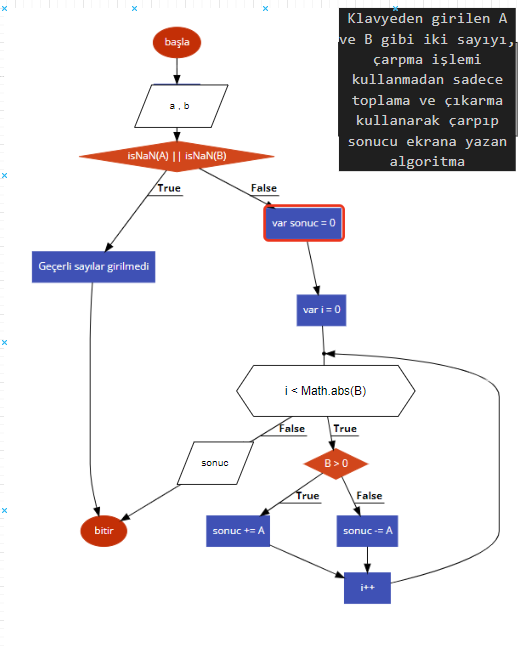 Klavyeden girilen A
ve B gibi iki sayıyı,
çarpma işlemi
kullanmadan sadece
toplama ve çıkarma
kullanarak çarpıp
sonucu ekrana yazan
algoritma
başla
a , b
isNaN(A) || isNaN(B)
True
False
var sonuc = 0
Geçerli sayılar girilmedi
var i = 0
i < Math.abs(B)
False
True
sonuc
B > 0
True
False
bitir
sonuc += A
sonuc -= A
i++